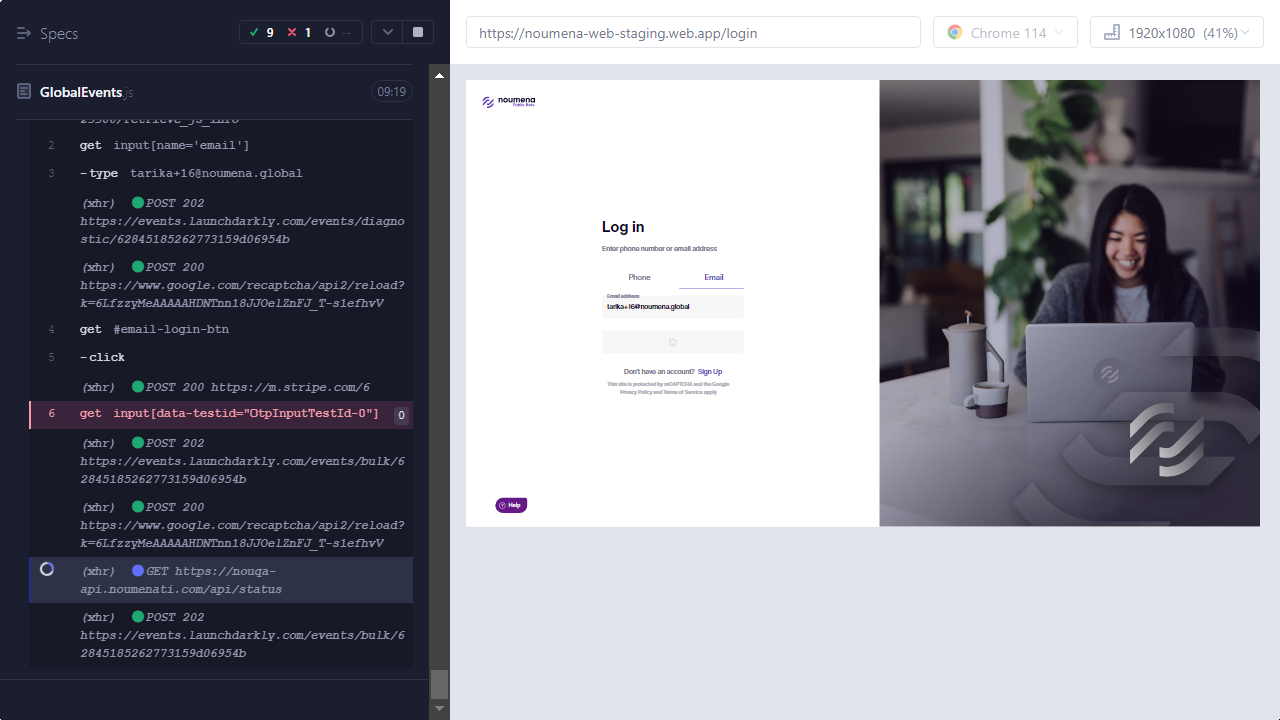 Specs
9
1
--
https://noumena-web-staging.web.app/login
Chrome 114
1920x1080 (41%)
GlobalEvents.js
09:19
2 get input[name='email']
3 -type tarika+16@noumena.global
(xhr) POST 202
https://events.launchdarkly.com/events/diagno
stic/62845185262773159d06954b
(xhr) POST 200
https://www.google.com/recaptcha/api2/reload?
k=6LfzzyMeAAAAAHDNTnn18JJOelZnFJ_T-s1efhvV
4 get #email-login-btn
5 -click
(xhr) POST 200 https://m.stripe.com/6
6 get input[data-testid="OtpInputTestId-0"] 0
(xhr) POST 202
https://events.launchdarkly.com/events/bulk/6
2845185262773159d06954b
(xhr) POST 200
https://www.google.com/recaptcha/api2/reload?
k=6LfzzyMeAAAAAHDNTnn18JJOelZnFJ_T-s1efhvV
(xhr) GET https://nouqa-
api.noumenati.com/api/status
(xhr) POST 202
https://events.launchdarkly.com/events/bulk/6
2845185262773159d06954b
noumena
Public Beta
Log in
Enter phone number or email address
Phone Email
Email address
tarika+16@noumena.global
Don't have an account? Sign Up
This site is protected by reCAPTCHA and the Google
Privacy Policy and Terms of Service apply
Help